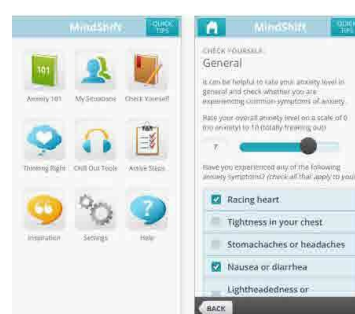 MindShift
QUICK
TIPS
101
Anxiety 101
My Situations
Check Yourself
Thinking Right
Chill Out Tools
Active Steps
Inspiration
Settings
Help
MindShift
QUICK
TIPS
CHECK YOURSELF
General
It can be helpful to rate your anxiety level in
general and check whether you are
experiencing common symptoms of anxiety.
Rate your overall anxiety level on a scale of 0
(no anxiety) to 10 (totally freaking out)
7
Have you experienced any of the following
anxiety symptoms? (check all that apply to you)
Racing heart
Tightness in your chest
Stomachaches or headaches
Nausea or diarrhea
Lightheadedness or
BACK